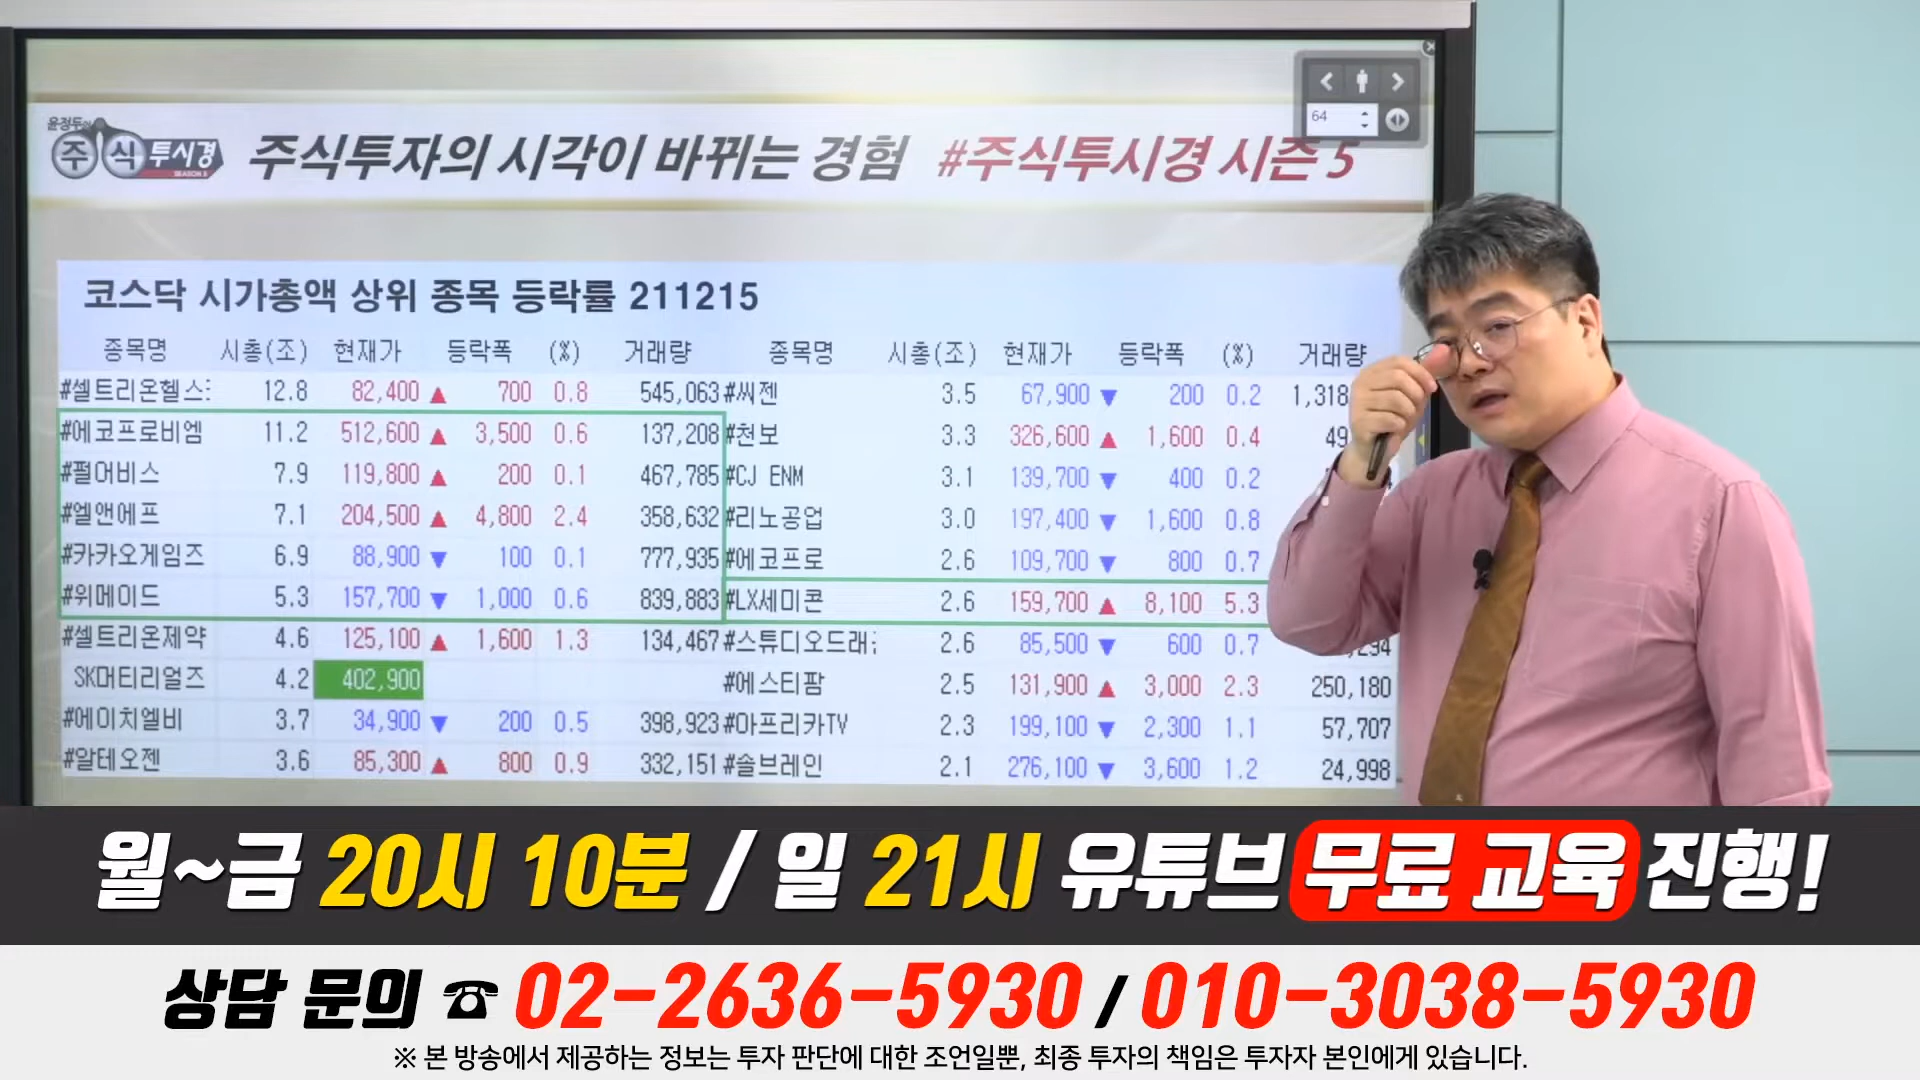 64
윤정두의
주식투시경
SEASON 5
주식투자의 시각이 바뀌는 경험 #주식투시경 시즌 5
코스닥 시가총액 상위 종목 등락률 211215
종목명 시총(조) 현재가 등락폭 (%) 거래량 종목명 시총(조) 현재가 등락폭 (%) 거래량
#셀트리온헬스 12.8 82,400 ▲ 700 0.8 545,063 #씨젠 3.5 67,900 ▼ 200 0.2 1,318
#에코프로비엠 11.2 512,600 ▲ 3,500 0.6 137,208 #천보 3.3 326,600 ▲ 1,600 0.4 49
#펄어비스 7.9 119,800 ▲ 200 0.1 467,785 #CJ ENM 3.1 139,700 ▼ 400 0.2
#엘앤에프 7.1 204,500 ▲ 4,800 2.4 358,632 #리노공업 3.0 197,400 ▼ 1,600 0.8
#카카오게임즈 6.9 88,900 ▼ 100 0.1 777,935 #에코프로 2.6 109,700 ▼ 800 0.7
#위메이드 5.3 157,700 ▼ 1,000 0.6 839,883 #LX세미콘 2.6 159,700 ▲ 8,100 5.3
#셀트리온제약 4.6 125,100 ▲ 1,600 1.3 134,467 #스튜디오드래 2.6 85,500 ▼ 600 0.7 294
SK머티리얼즈 4.2 402,900 #에스티팜 2.5 131,900 ▲ 3,000 2.3 250,180
#에이치엘비 3.7 34,900 ▼ 200 0.5 398,923 #아프리카TV 2.3 199,100 ▼ 2,300 1.1 57,707
#알테오젠 3.6 85,300 ▲ 800 0.9 332,151 #솔브레인 2.1 276,100 ▼ 3,600 1.2 24,998
월~금 20시 10분 / 일 21시 유튜브 무료 교육 진행!
상담 문의 ☎ 02-2636-5930 / 010-3038-5930
※ 본 방송에서 제공하는 정보는 투자 판단에 대한 조언일뿐, 최종 투자의 책임은 투자자 본인에게 있습니다.